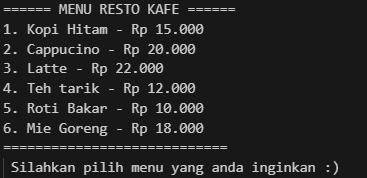 ====== MENU RESTO KAFE ======
1. Kopi Hitam - Rp 15.000
2. Cappucino - Rp 20.000
3. Latte - Rp 22.000
4. Teh tarik - Rp 12.000
5. Roti Bakar - Rp 10.000
6. Mie Goreng - Rp 18.000
============================
Silahkan pilih menu yang anda inginkan :)